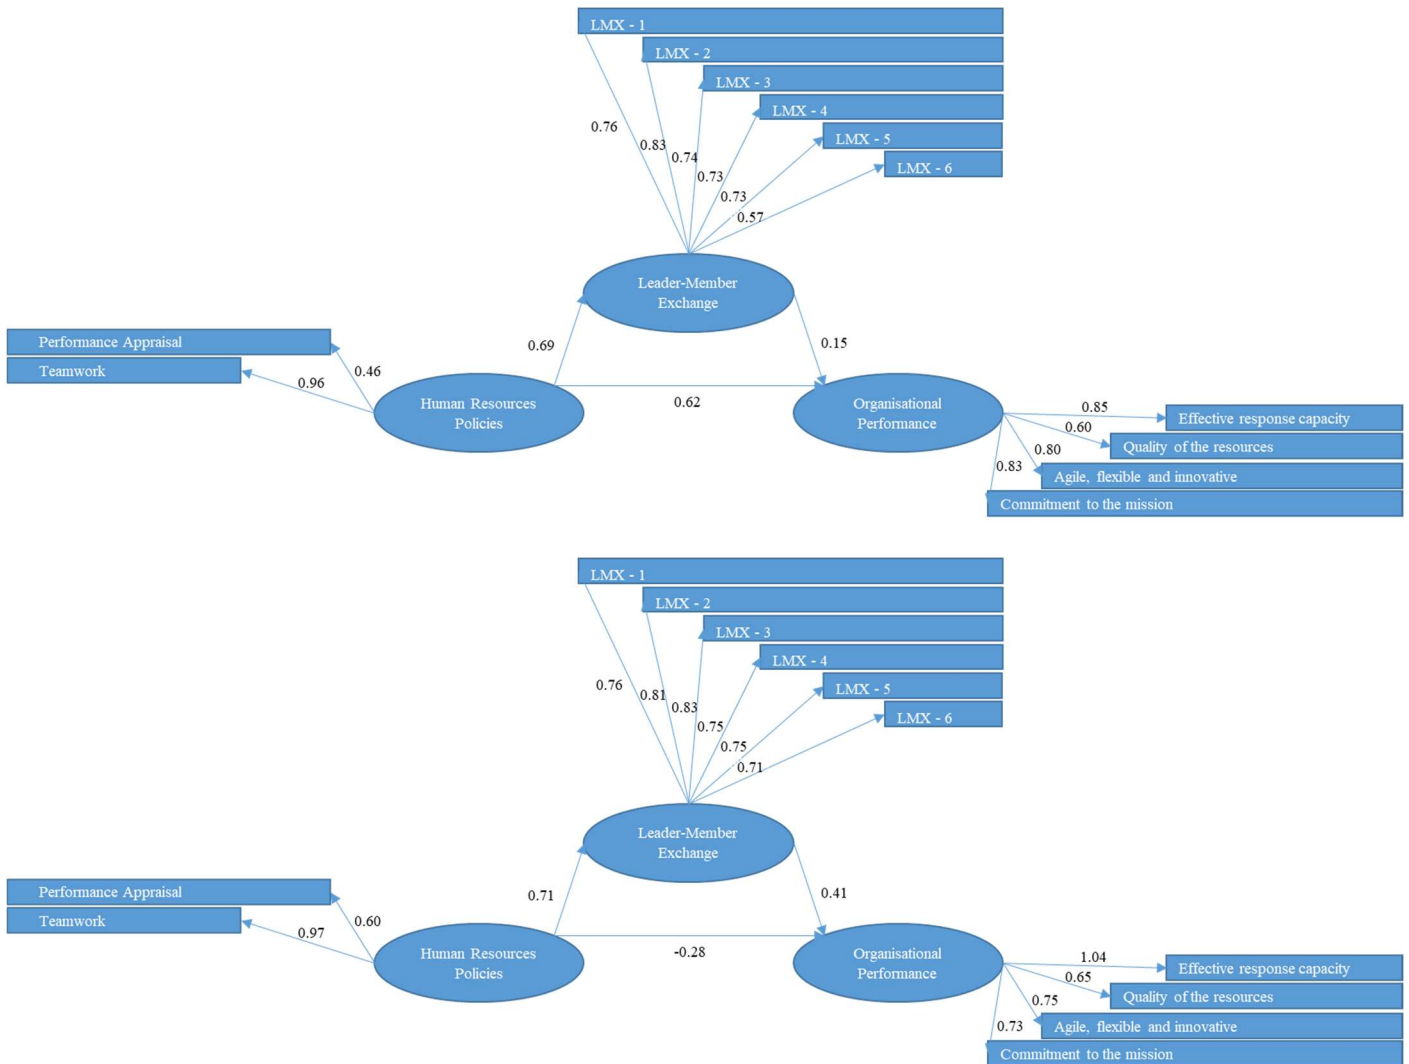 LMX - 1
LMX - 2
LMX - 3
LMX - 4
LMX - 5
LMX - 6
0.76
0.83
0.74
0.73
0.73
0.57
Leader-Member
Exchange
Performance Appraisal
Teamwork
0.96
0.46
0.69
0.15
0.62
Human Resources
Policies
Organisational
Performance
0.85
0.60
0.80
0.83
Effective response capacity
Quality of the resources
Agile, flexible and innovative
Commitment to the mission
LMX - 1
LMX - 2
LMX - 3
LMX - 4
LMX - 5
LMX - 6
0.76
0.81
0.83
0.75
0.75
0.71
Leader-Member
Exchange
Performance Appraisal
Teamwork
0.97
0.60
0.71
0.41
-0.28
Human Resources
Policies
Organisational
Performance
1.04
0.65
0.75
0.73
Effective response capacity
Quality of the resources
Agile, flexible and innovative
Commitment to the mission